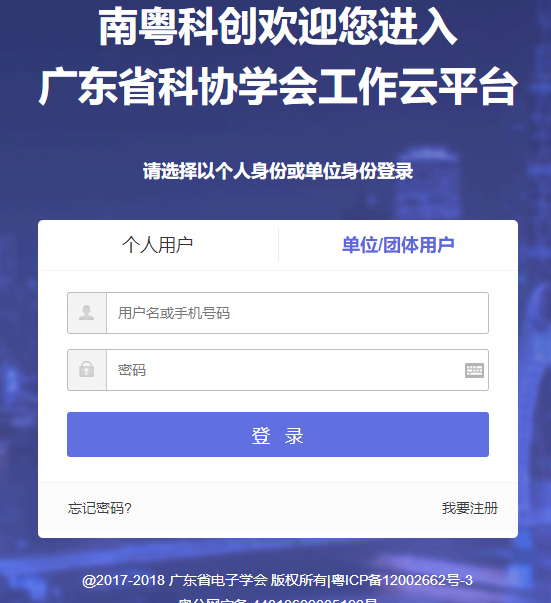 南粤科创欢迎您进入
广东省科协学会工作云平台
请选择以个人身份或单位身份登录
个人用户
单位/团体用户
用户名或手机号码
密码
登 录
忘记密码?
我要注册
@2017-2018 广东省电子学会 版权所有|粤ICP备12002662号-3